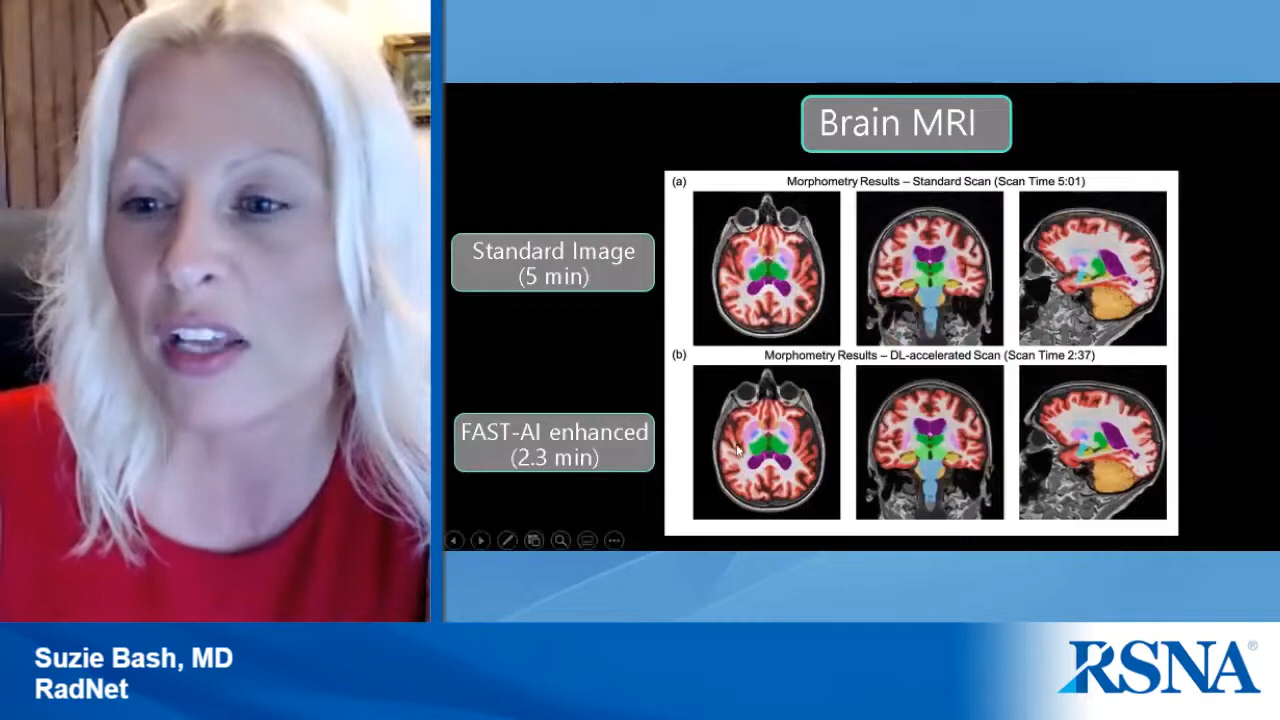 Brain MRI
(a) Morphometry Results – Standard Scan (Scan Time 5:01)
Standard Image
(5 min)
(b) Morphometry Results – DL-accelerated Scan (Scan Time 2:37)
FAST-AI enhanced
(2.3 min)
Suzie Bash, MD
RadNet
RSNA®